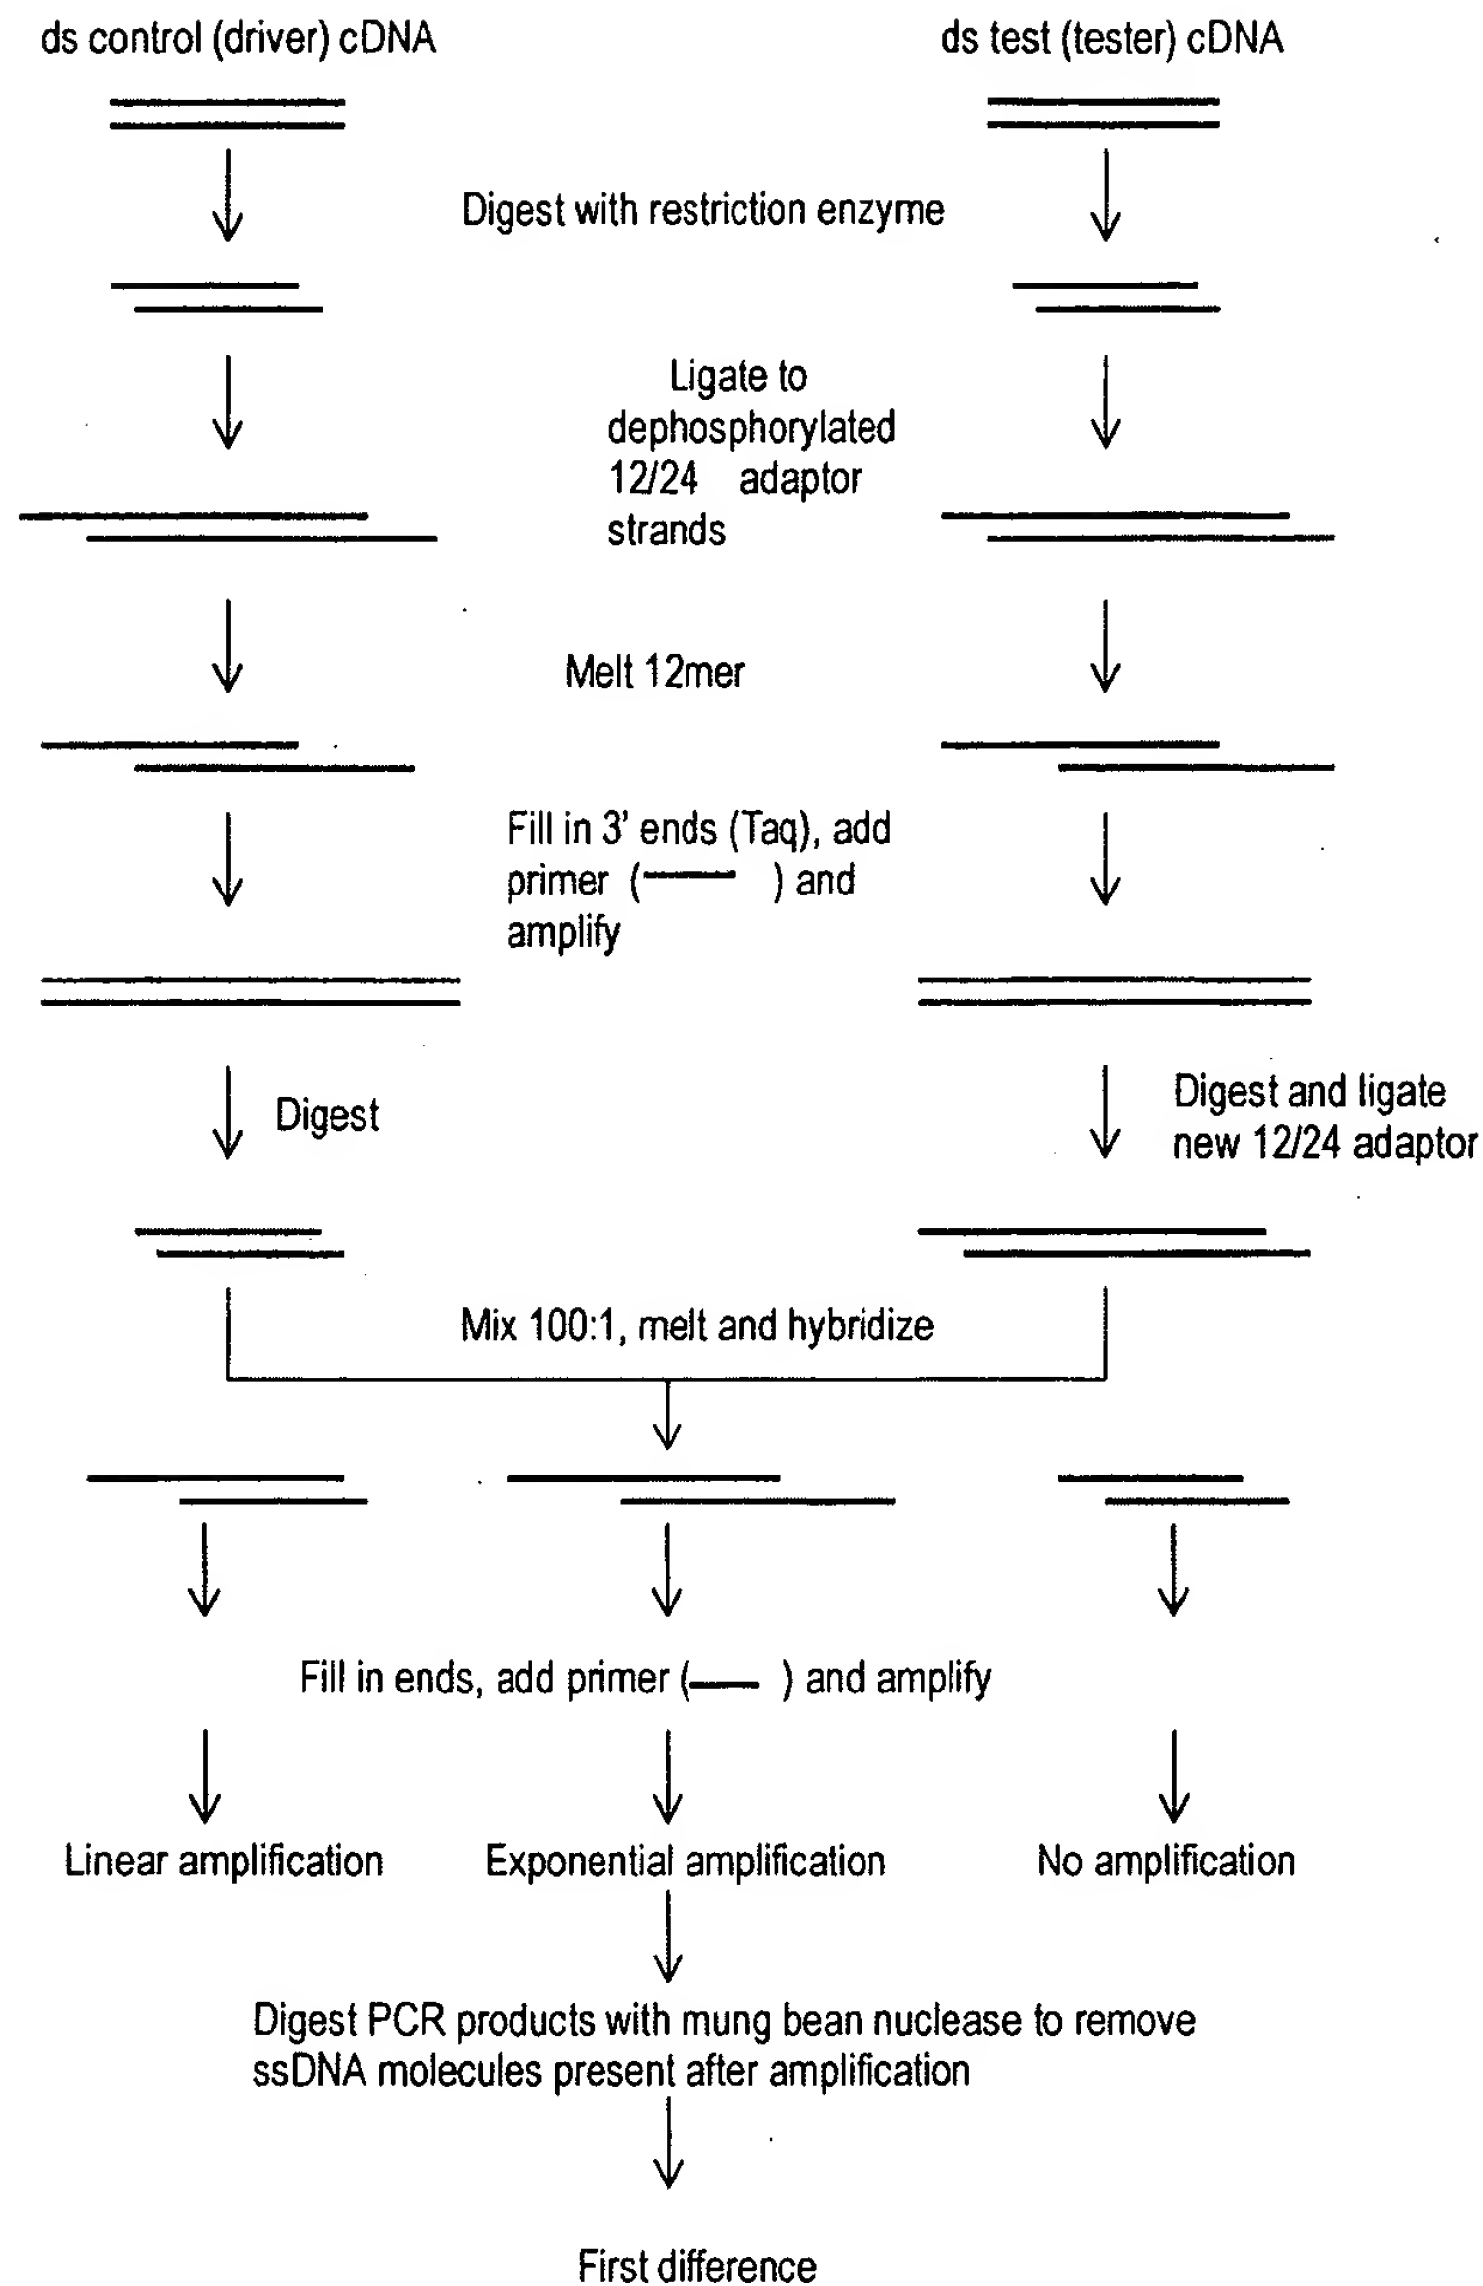 ds control (driver) cDNA
ds test (tester) cDNA
Digest with restriction enzyme
Ligate to
dephosphorylated
12/24 adaptor
strands
Melt 12mer
Fill in 3' ends (Taq), add
primer ( ) and
amplify
Digest
Digest and ligate
new 12/24 adaptor
Mix 100:1, melt and hybridize
Fill in ends, add primer ( ) and amplify
Linear amplification
Exponential amplification
No amplification
Digest PCR products with mung bean nuclease to remove
ssDNA molecules present after amplification
First difference